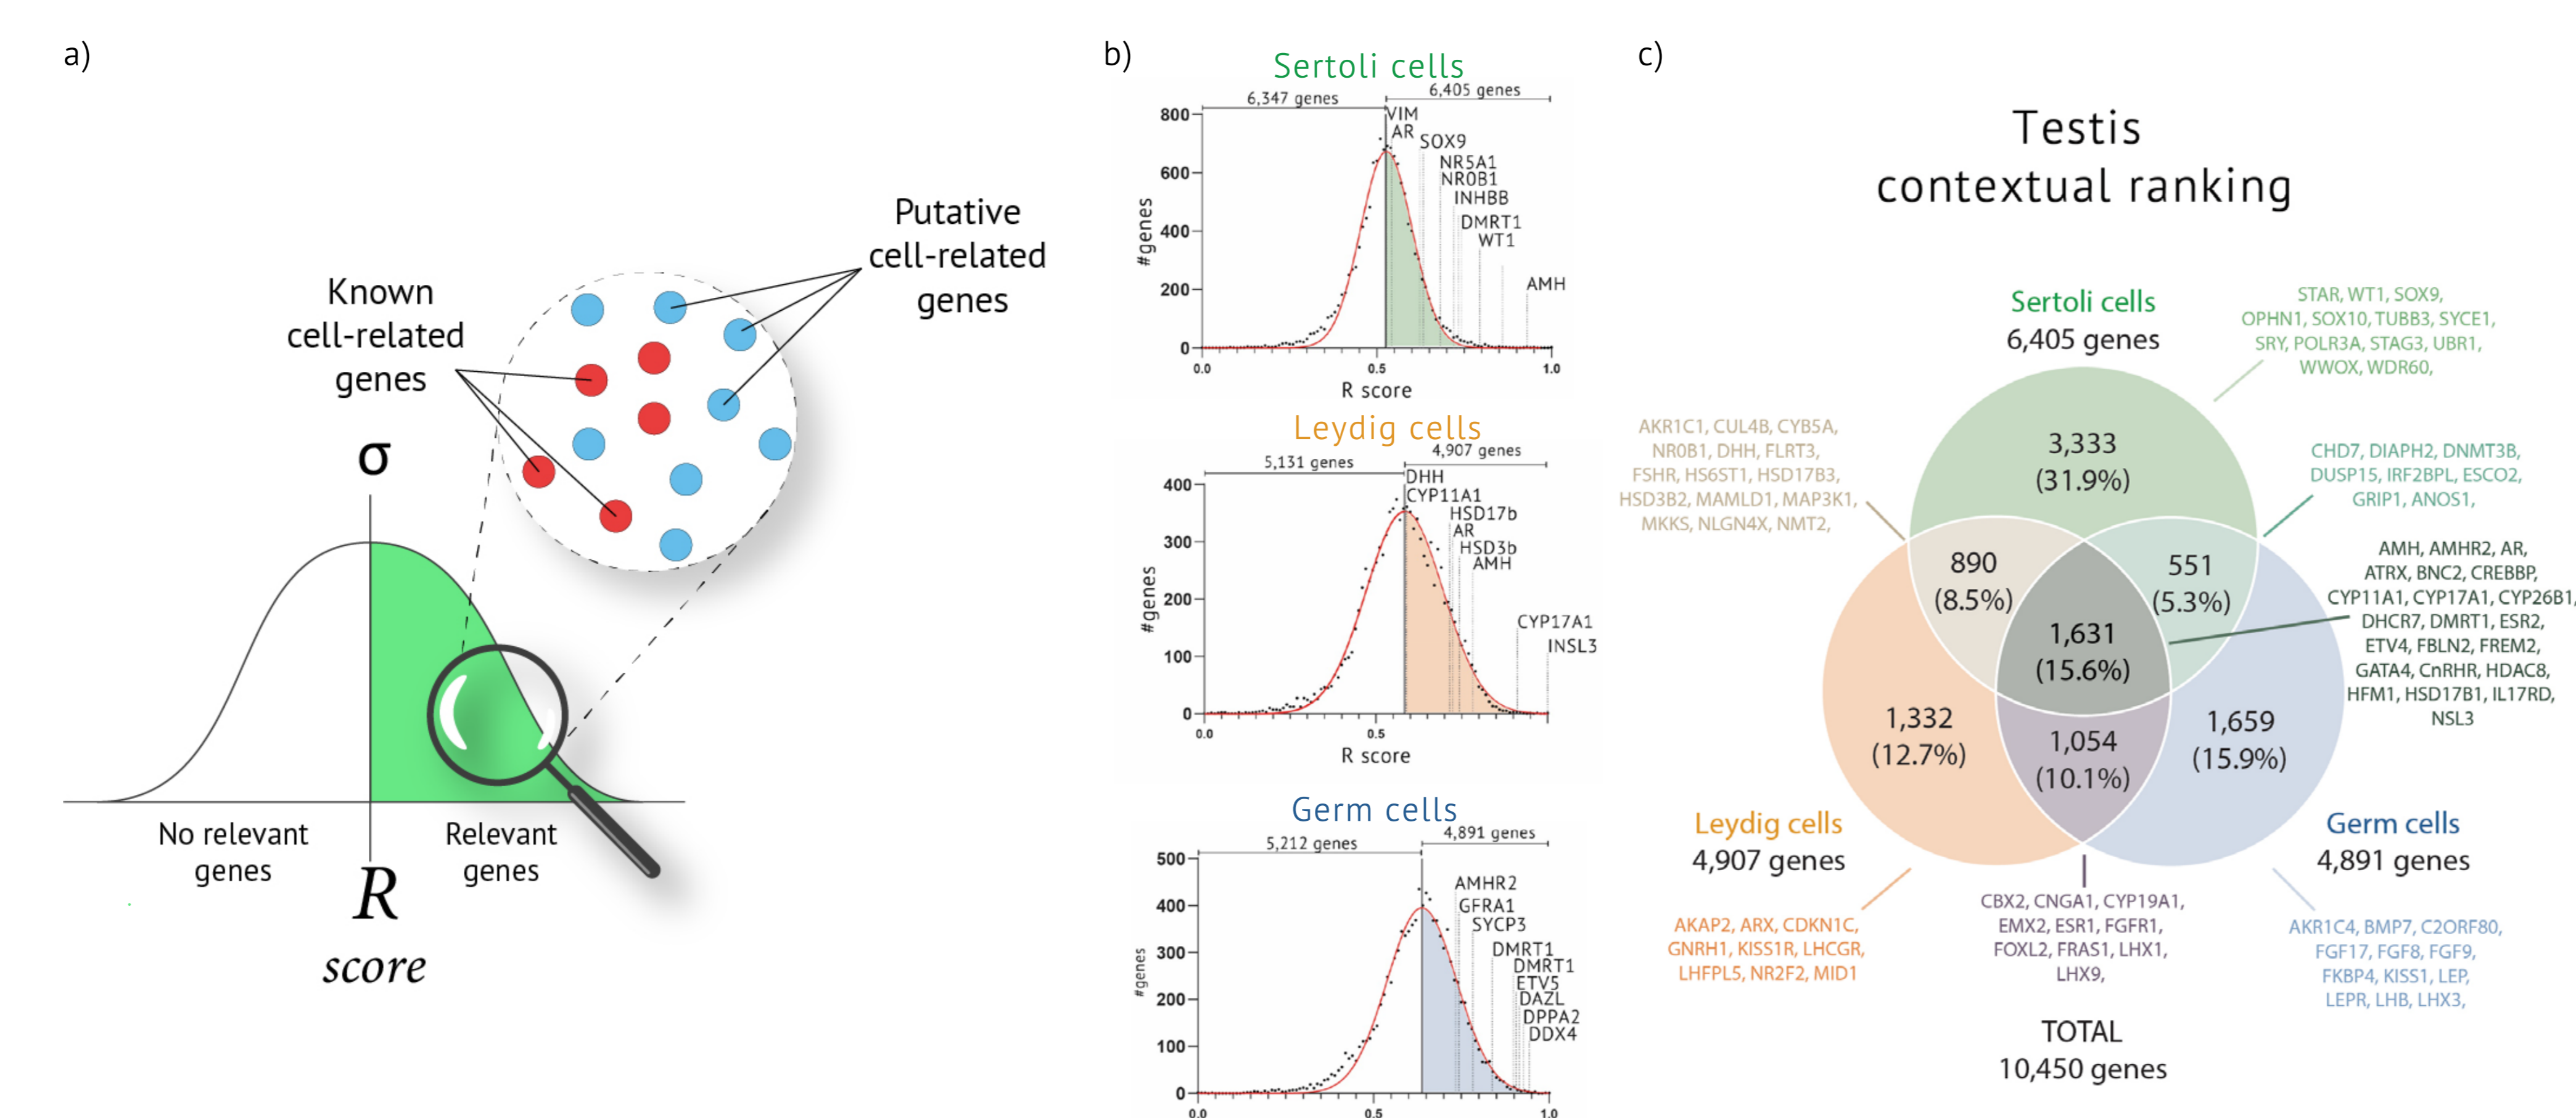 a)
Known
cell-related
genes
Putative
cell-related
genes
σ
No relevant
genes
Relevant
genes
R
score
b)
Sertoli cells
6,347 genes
6,405 genes
800
600
400
200
0
#genes
VIM
AR
SOX9
NR5A1
NR0B1
INHBB
DMRT1
WT1
AMH
0.0
0.5
1.0
R score
Leydig cells
5,131 genes
4,907 genes
400
300
200
100
0
#genes
DHH
CYP11A1
HSD17b
AR
HSD3b
AMH
CYP17A1
INSL3
0.0
0.5
R score
Germ cells
5,212 genes
4,891 genes
500
400
300
200
100
0
#genes
AMHR2
GFRA1
SYCP3
DMRT1
DMRT1
ETV5
DAZL
DPPA2
DDX4
0.0
0.5
1.0
c)
Testis
contextual ranking
Sertoli cells
6,405 genes
STAR, WT1, SOX9,
OPHN1, SOX10, TUBB3, SYCE1,
SRY, POLR3A, STAG3, UBR1,
WWOX, WDR60,
AKR1C1, CUL4B, CYB5A,
NR0B1, DHH, FLRT3,
FSHR, HS6ST1, HSD17B3,
HSD3B2, MAMLD1, MAP3K1,
MKKS, NLGN4X, NMT2,
3,333
(31.9%)
CHD7, DIAPH2, DNMT3B,
DUSP15, IRF2BPL, ESCO2,
GRIP1, ANOS1,
890
(8.5%)
551
(5.3%)
1,631
(15.6%)
AMH, AMHR2, AR,
ATRX, BNC2, CREBBP,
CYP11A1, CYP17A1, CYP26B1,
DHCR7, DMRT1, ESR2,
ETV4, FBLN2, FREM2,
GATA4, CnRHR, HDAC8,
HFM1, HSD17B1, IL17RD,
NSL3
1,332
(12.7%)
1,054
(10.1%)
1,659
(15.9%)
Leydig cells
4,907 genes
Germ cells
4,891 genes
AKAP2, ARX, CDKN1C,
GNRH1, KISS1R, LHCGR,
LHFPL5, NR2F2, MID1
CBX2, CNGA1, CYP19A1,
EMX2, ESR1, FGFR1,
FOXL2, FRAS1, LHX1,
LHX9,
AKR1C4, BMP7, C2ORF80,
FGF17, FGF8, FGF9,
FKBP4, KISS1, LEP,
LEPR, LHB, LHX3,
TOTAL
10,450 genes